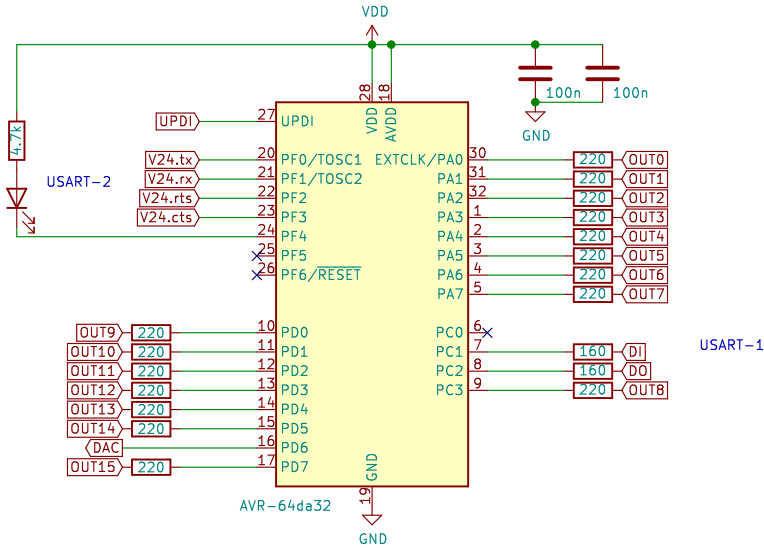 VDD
100n 100n
GND
28 18
VDD AVDD
4.7k
USART-2
UPDI 27 UPDI
V24.tx 20 PF0/TOSC1 EXTCLK/PA0 30 220 OUT0
V24.rx 21 PF1/TOSC2 PA1 31 220 OUT1
V24.rts 22 PF2 PA2 32 220 OUT2
V24.cts 23 PF3 PA3 1 220 OUT3
24 PF4 PA4 2 220 OUT4
25 PF5 PA5 3 220 OUT5
26 PF6/RESET PA6 4 220 OUT6
PA7 5 220 OUT7
OUT9 220 10 PD0 PC0 6
OUT10 220 11 PD1 PC1 7 160 DI
OUT11 220 12 PD2 PC2 8 160 DO
OUT12 220 13 PD3 PC3 9 220 OUT8
OUT13 220 14 PD4
OUT14 220 15 PD5
DAC 16 PD6
OUT15 220 17 PD7
USART-1
GND
19
AVR-64da32
GND